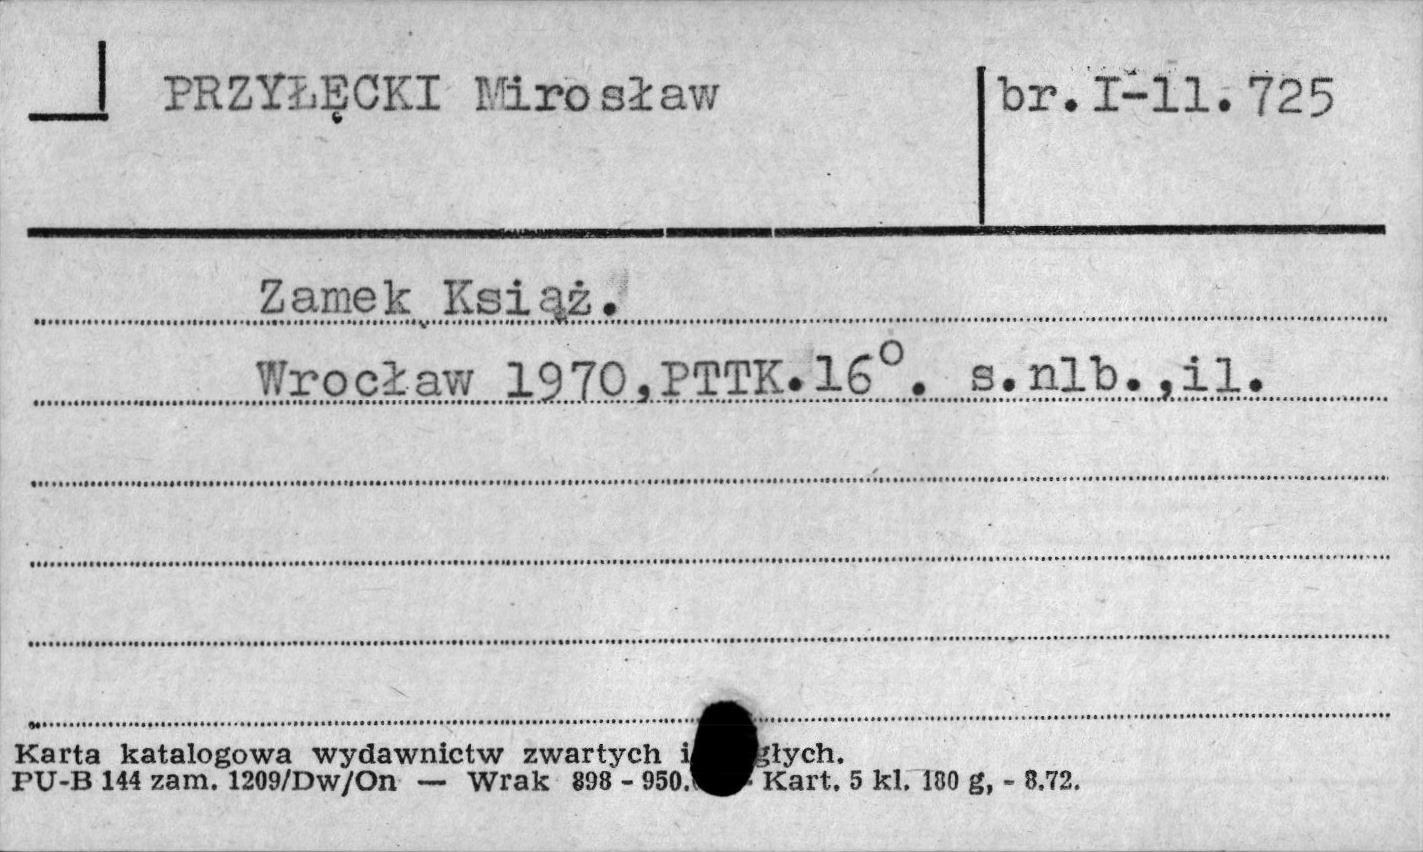 PRZYŁĘCKI Mirosław
br.I-11.725
Zamek Książ.
Wrocław 1970,PTTK.16°. s.nlb.,il.
Karta katalogowa wydawnictw zwartych i głych.
PU-B 144 zam. 1209/Dw/On — Wrak 898 - 950. Kart. 5 kl. 180 g, - 8.72.